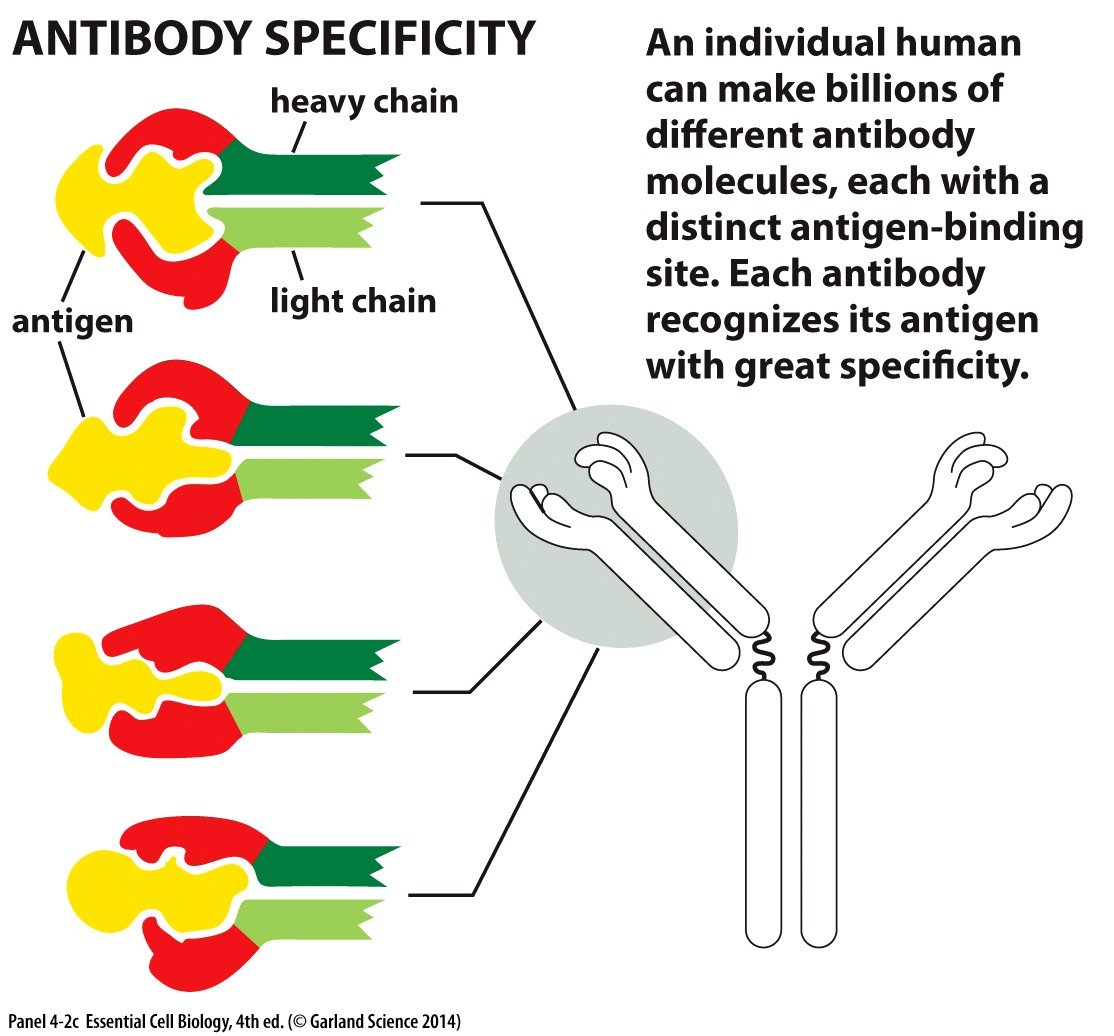 ANTIBODY SPECIFICITY
heavy chain
light chain
antigen
An individual human
can make billions of
different antibody
molecules, each with a
distinct antigen-binding
site. Each antibody
recognizes its antigen
with great specificity.
Panel 4-2c Essential Cell Biology, 4th ed. (© Garland Science 2014)